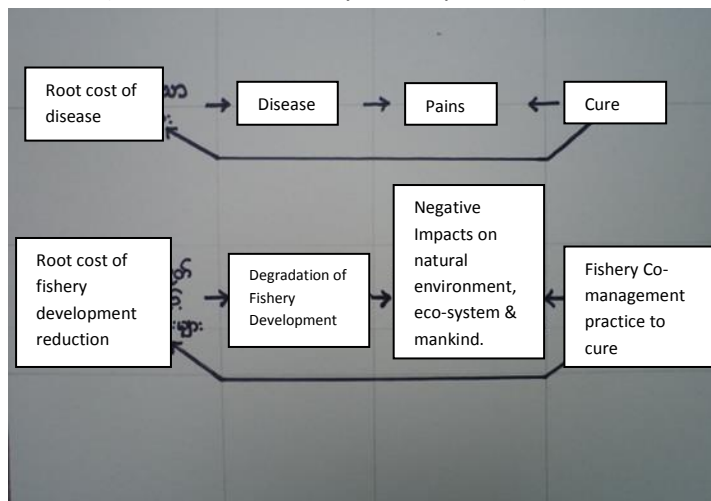 Root cost of
disease
Disease
Pains
Cure
Root cost of
fishery
development
reduction
Degradation of
Fishery
Development
Negative
Impacts on
natural
environment,
eco-system &
mankind.
Fishery Co-
management
practice to
cure